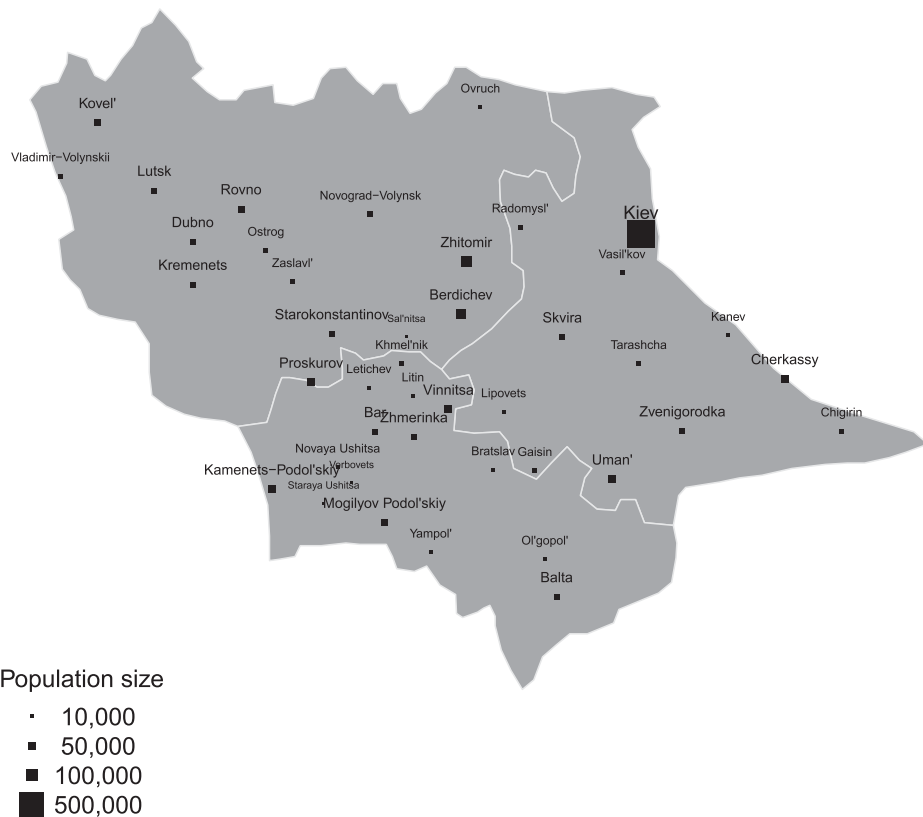 Ovruch
Kovel'
Vladimir−Volynskii
Lutsk
Rovno
Novograd−Volynsk
Radomysl'
Kiev
Dubno
Ostrog
Zhitomir
Vasil'kov
Kremenets
Zaslavl'
Berdichev
Starokonstantinov
Sal'nitsa
Skvira
Kanev
Khmel'nik
Tarashcha
Proskurov
Letichev
Cherkassy
Litin
Vinnitsa
Lipovets
Bar
Zhmerinka
Zvenigorodka
Chigirin
Novaya Ushitsa
Bratslav
Gaisin
Verbovets
Uman'
Kamenets−Podol'skiy
Staraya Ushitsa
Mogilyov Podol'skiy
Yampol'
Ol'gopol'
Balta
Population size
10,000
50,000
100,000
500,000